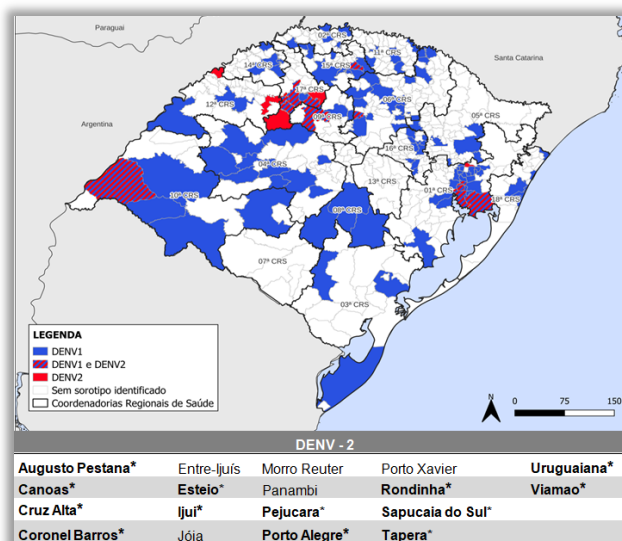 Paraguai
Santa Catarina
Argentina
02ª CRS
11ª CRS
15ª CRS
14ª CRS
17ª CRS
12ª CRS
06ª CRS
09ª CRS
05ª CRS
04ª CRS
16ª CRS
13ª CRS
01ª CRS
10ª CRS
18ª CRS
08ª CRS
07ª CRS
03ª CRS
LEGENDA
DENV1
DENV1 e DENV2
DENV2
Sem sorotipo identificado
Coordenadorias Regionais de Saúde
N
0 75 150
DENV - 2
Augusto Pestana* Entre-Ijuís Morro Reuter Porto Xavier Uruguaiana*
Canoas* Esteio* Panambi Rondinha* Viamao*
Cruz Alta* Ijuí* Pejucara* Sapucaia do Sul*
Coronel Barros* Jóia Porto Alegre* Tapera*